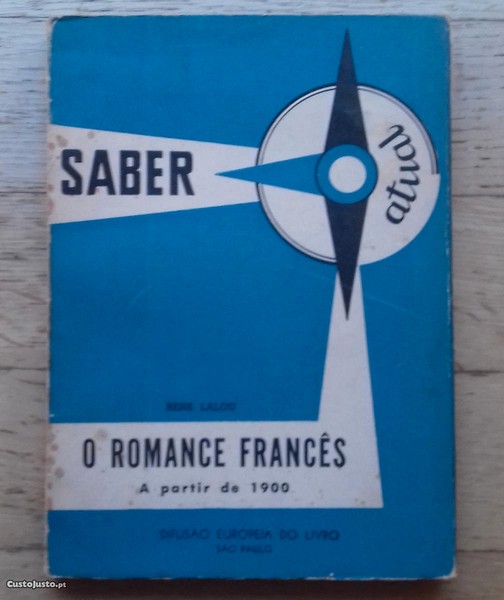 SABER
atual
RENE LALOU
O ROMANCE FRANCÊS
A partir de 1900
DIFUSÃO EUROPEIA DO LIVRO
SÃO PAULO
CustoJusto.pt